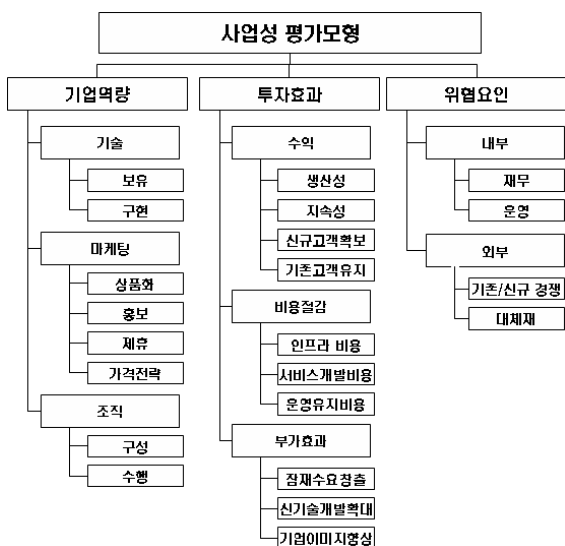 사업성 평가모형
기업역량
기술
보유
구현
마케팅
상품화
홍보
제휴
가격전략
조직
구성
수행
투자효과
수익
생산성
지속성
신규고객확보
기존고객유지
비용절감
인프라 비용
서비스개발비용
운영유지비용
부가효과
잠재수요창출
신기술개발확대
기업이미지향상
위협요인
내부
재무
운영
외부
기존/신규 경쟁
대체재